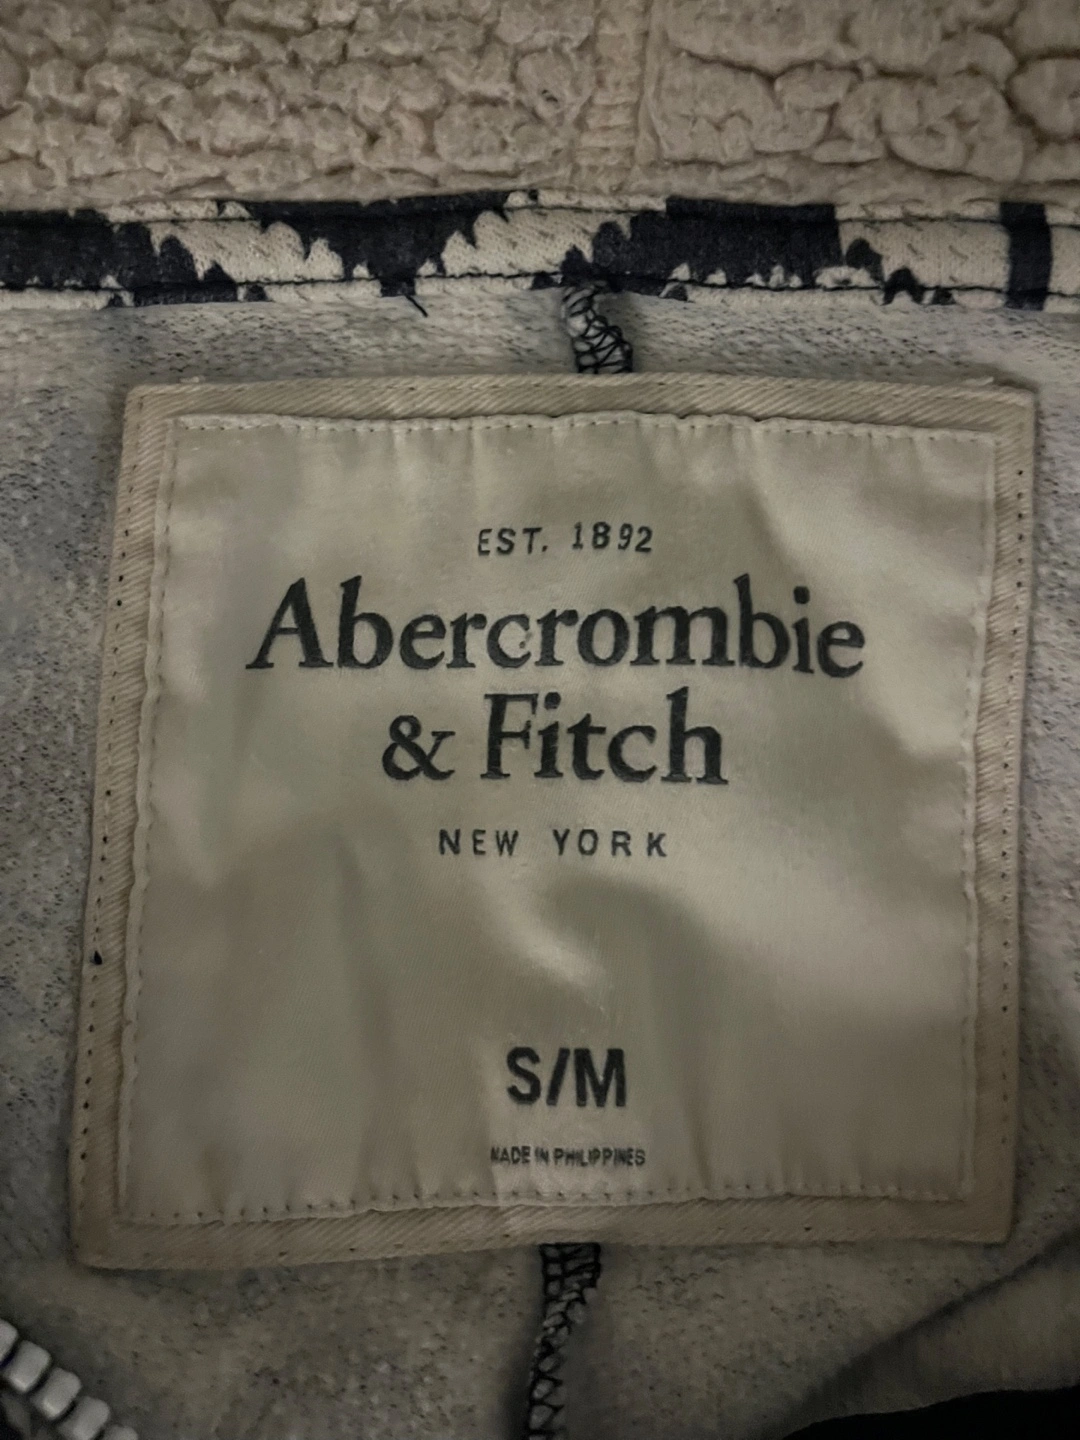 EST. 1892
Abercrombie
& Fitch
NEW YORK
S/M
MADE IN PHILIPPINES